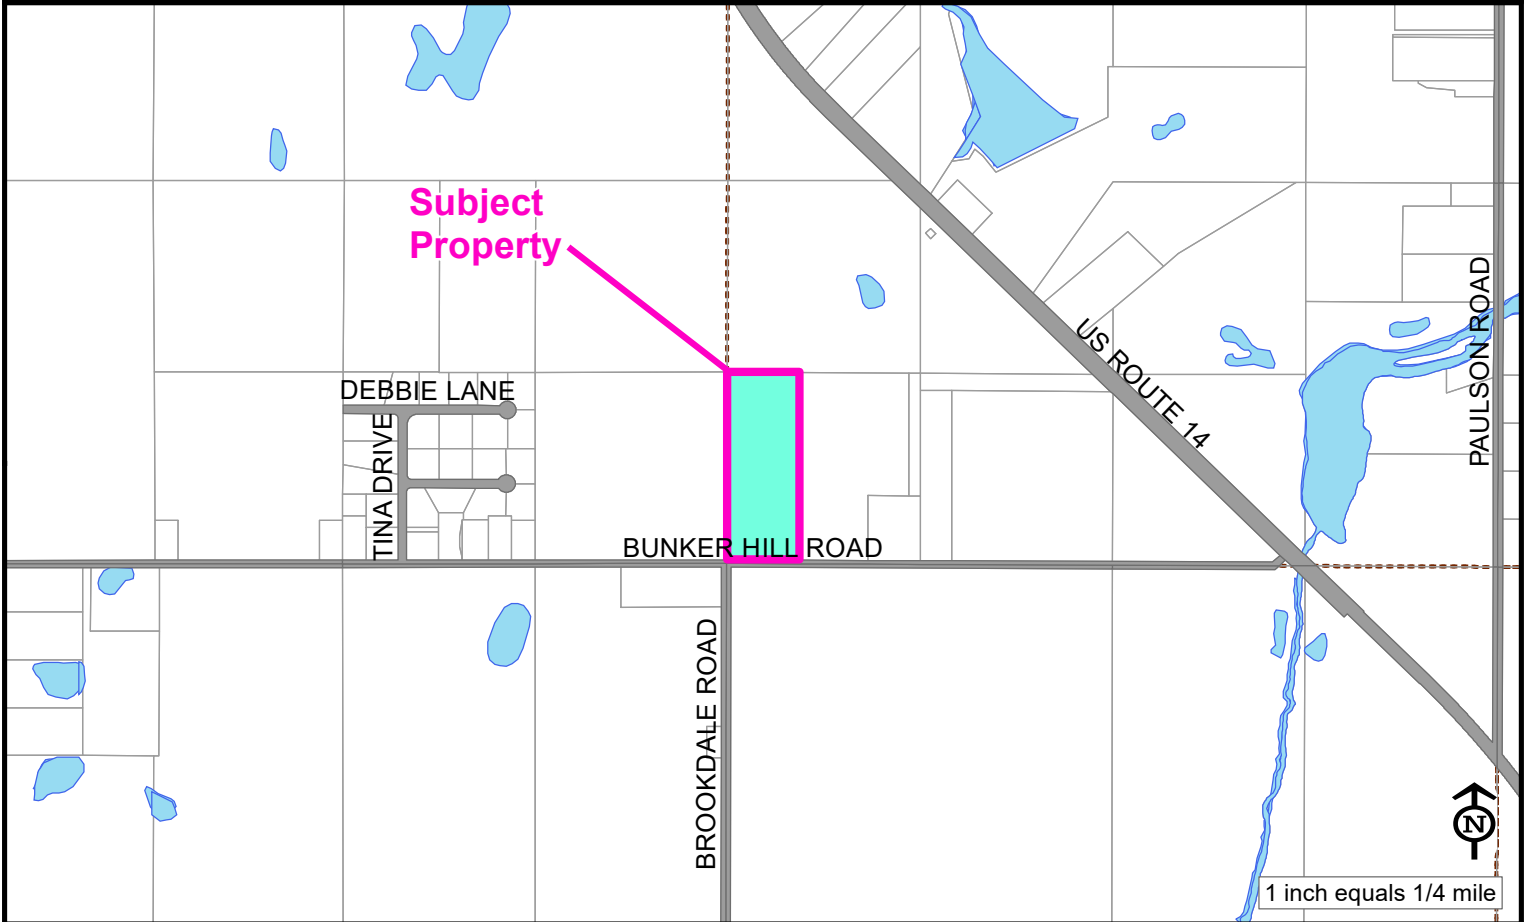 Subject
Property
DEBBIE LANE
TINA DRIVE
BUNKER HILL ROAD
BROOKDALE ROAD
US ROUTE 14
PAULSON ROAD
N
1 inch equals 1/4 mile